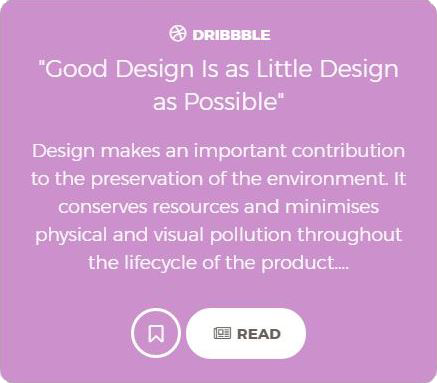 DRIBBBLE
"Good Design Is as Little Design
as Possible"
Design makes an important contribution
to the preservation of the environment. It
conserves resources and minimises
physical and visual pollution throughout
the lifecycle of the product....
READ